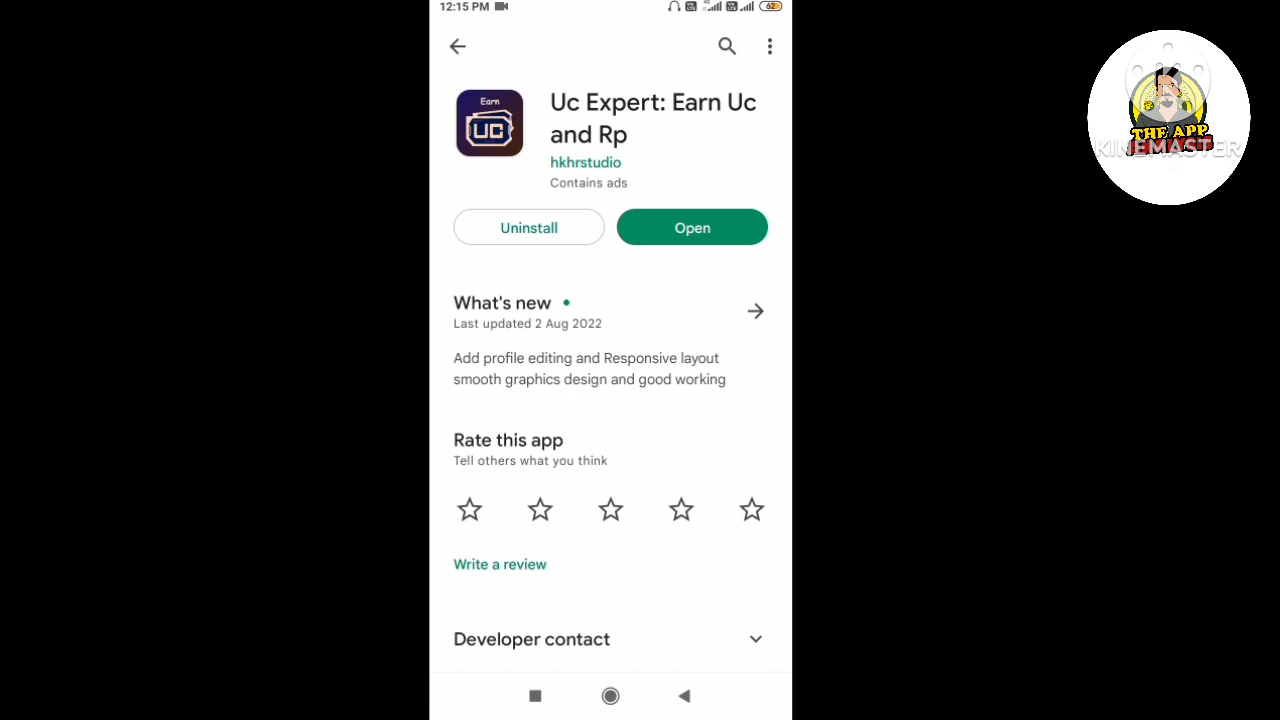 12:15 PM
62
Earn
UC
Uc Expert: Earn Uc
and Rp
hkhrstudio
Contains ads
Uninstall
Open
What's new
Last updated 2 Aug 2022
Add profile editing and Responsive layout
smooth graphics design and good working
Rate this app
Tell others what you think
Write a review
Developer contact
THE APP
KINEMASTER